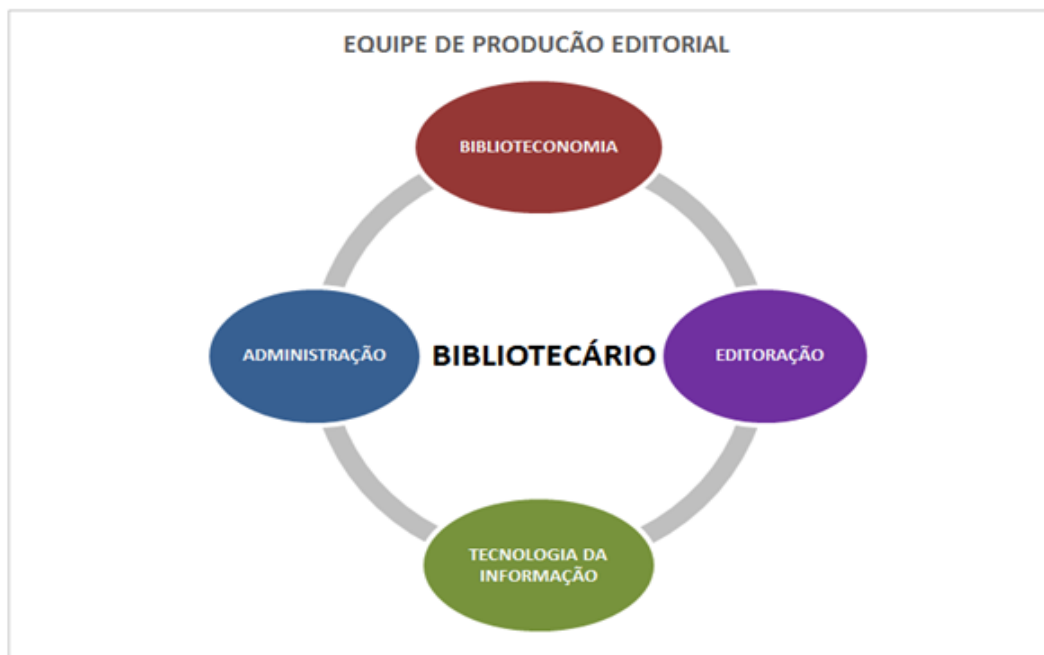 EQUIPE DE PRODUCÃO EDITORIAL
BIBLIOTECONOMIA
ADMINISTRAÇÃO
BIBLIOTECÁRIO
EDITORAÇÃO
TECNOLOGIA DA
INFORMAÇÃO